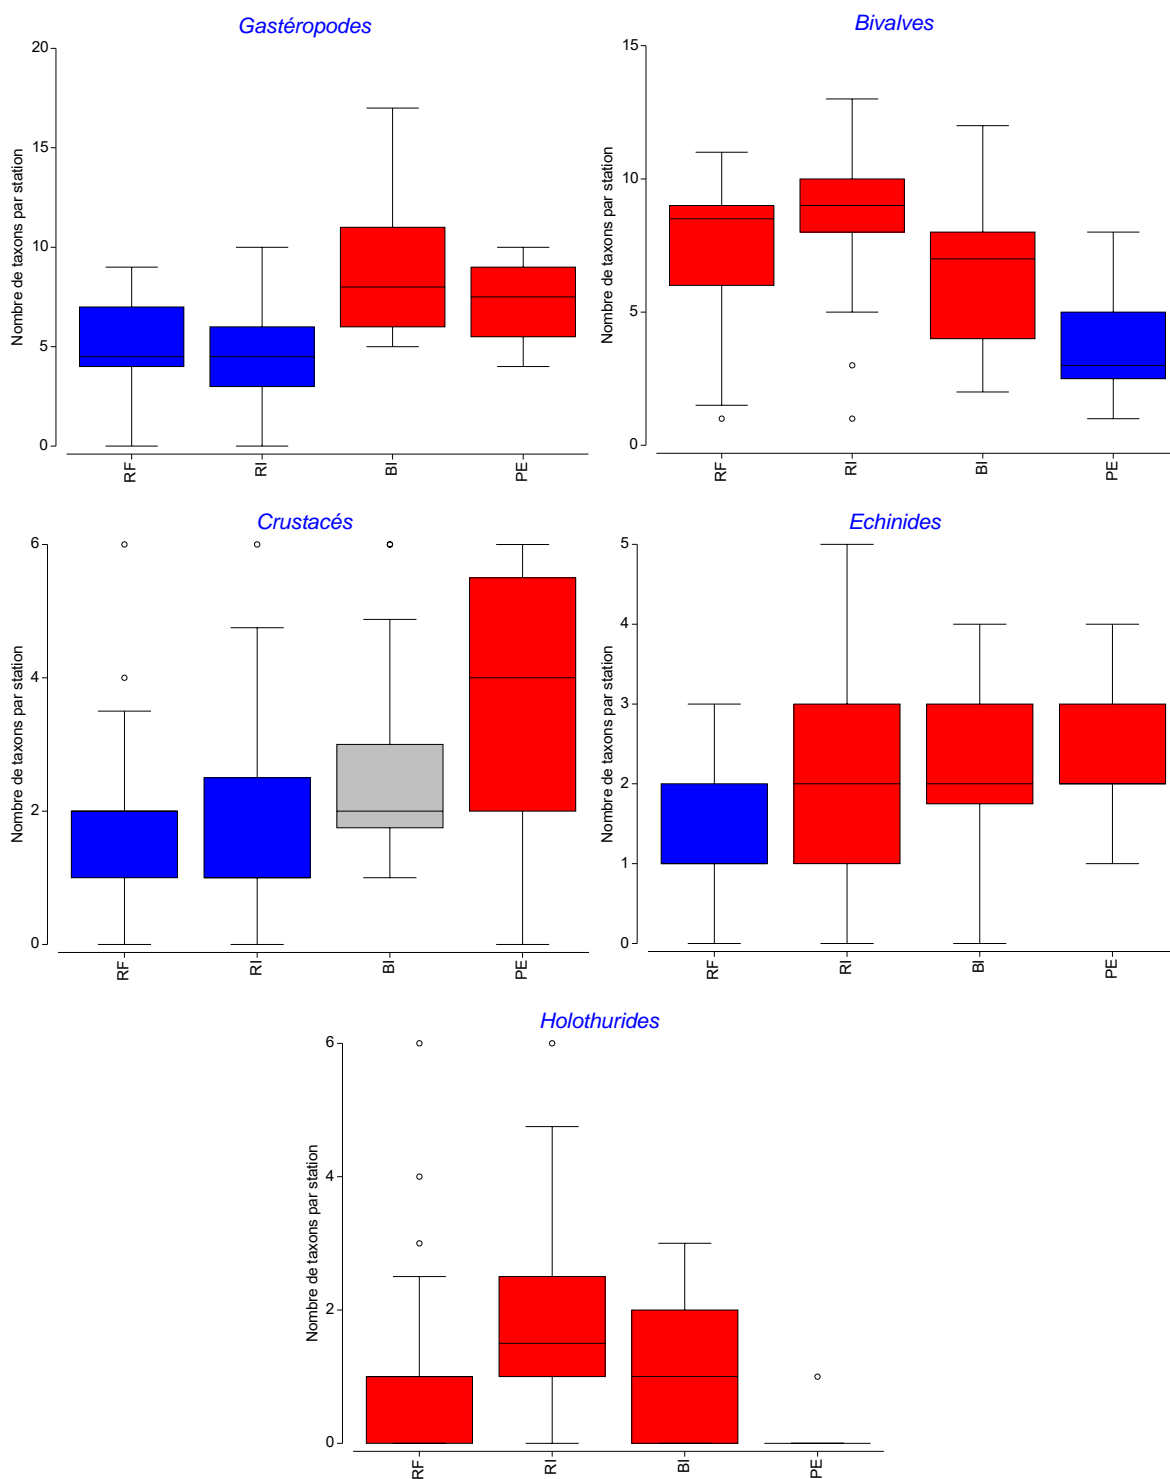 Gastéropodes
Nombre de taxons par station
20
15
10
5
0
RF
RI
BI
PE
Bivalves
Nombre de taxons par station
15
10
5
0
RF
RI
BI
PE
Crustacés
Nombre de taxons par station
6
4
2
0
RF
RI
BI
PE
Echinides
Nombre de taxons par station
5
4
3
2
1
0
RF
RI
BI
PE
Holothurides
Nombre de taxons par station
6
4
2
0
RF
RI
BI
PE